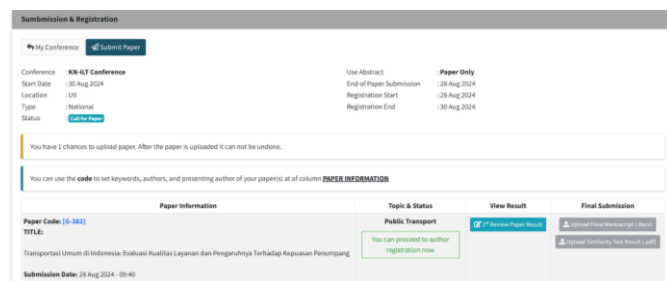 Sumbmission & Registration
My Conference Submit Paper
Conference : KN-ILT Conference Use Abstract : Paper Only
Start Date : 30 Aug 2024 End of Paper Submission : 28 Aug 2024
Location : UII Registration Start : 28 Aug 2024
Type : National Registration End : 30 Aug 2024
Status : Call for Paper
You have 1 chances to upload paper. After the paper is uploaded it can not be undone.
You can use the code to set keywords, authors, and presenting author of your paper(s) at of column PAPER INFORMATION
Paper Information Topic & Status View Result Final Submission
Paper Code: [G-382] Public Transport 1st Review Paper Result Upload Final Manuscript (.docx)
TITLE:
You can proceed to author
registration now
Upload Similarity Test Result (.pdf)
Transportasi Umum di Indonesia: Evaluasi Kualitas Layanan dan Pengaruhnya Terhadap Kepuasan Penumpang
Submission Date: 28 Aug 2024 - 09:40